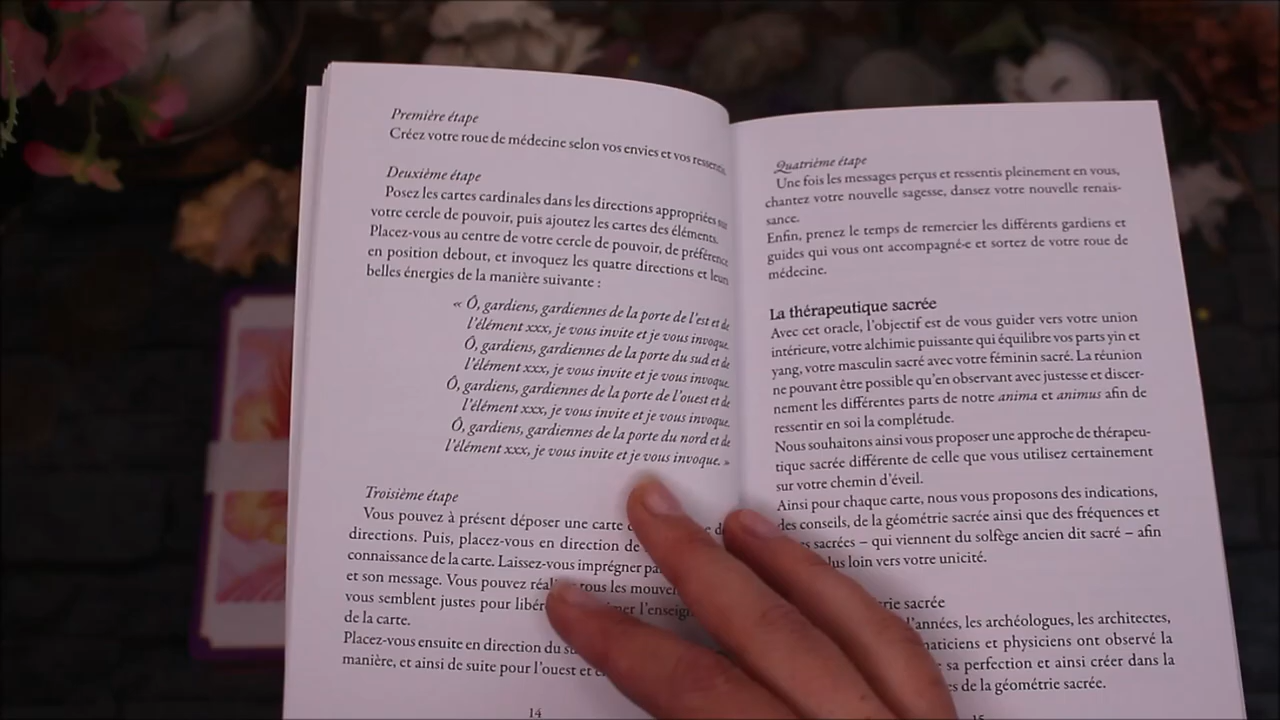 Première étape
Créez votre roue de médecine selon vos envies et vos ressentis.
Deuxième étape
Posez les cartes cardinales dans les directions appropriées sur
votre cercle de pouvoir, puis ajoutez les cartes des éléments.
Placez-vous au centre de votre cercle de pouvoir, de préférence
en position debout, et invoquez les quatre directions et leurs
belles énergies de la manière suivante :
« Ô, gardiens, gardiennes de la porte de l'est et de
l'élément xxx, je vous invite et je vous invoque.
Ô, gardiens, gardiennes de la porte du sud et de
l'élément xxx, je vous invite et je vous invoque.
Ô, gardiens, gardiennes de la porte de l'ouest et de
l'élément xxx, je vous invite et je vous invoque.
Ô, gardiens, gardiennes de la porte du nord et de
l'élément xxx, je vous invite et je vous invoque. »
Troisième étape
Vous pouvez à présent déposer une carte
directions. Puis, placez-vous en direction de
connaissance de la carte. Laissez-vous imprégner
et son message. Vous pouvez tous les
vous semblent justes pour
de la carte.
Placez-vous ensuite en direction du
manière, et ainsi de suite pour l'ouest et
14
Quatrième étape
Une fois les messages perçus et ressentis pleinement en vous,
chantez votre nouvelle sagesse, dansez votre nouvelle renais-
sance.
Enfin, prenez le temps de remercier les différents gardiens et
guides qui vous ont accompagné·e et sortez de votre roue de
médecine.
La thérapeutique sacrée
Avec cet oracle, l'objectif est de vous guider vers votre union
intérieure, votre alchimie puissante qui équilibre vos parts yin et
yang, votre masculin sacré avec votre féminin sacré. La réunion
ne pouvant être possible qu'en observant avec justesse et discer-
nement les différentes parts de notre anima et animus afin de
ressentir en soi la complétude.
Nous souhaitons ainsi vous proposer une approche de thérapeu-
tique sacrée différente de celle que vous utilisez certainement
sur votre chemin d'éveil.
Ainsi pour chaque carte, nous vous proposons des indications,
des conseils, de la géométrie sacrée ainsi que des fréquences et
sacrées – qui viennent du solfège ancien dit sacré – afin
plus loin vers votre unicité.
sacrée
d'années, les archéologues, les architectes,
et physiciens ont observé la
sa perfection et ainsi créer dans la
de la géométrie sacrée.
15